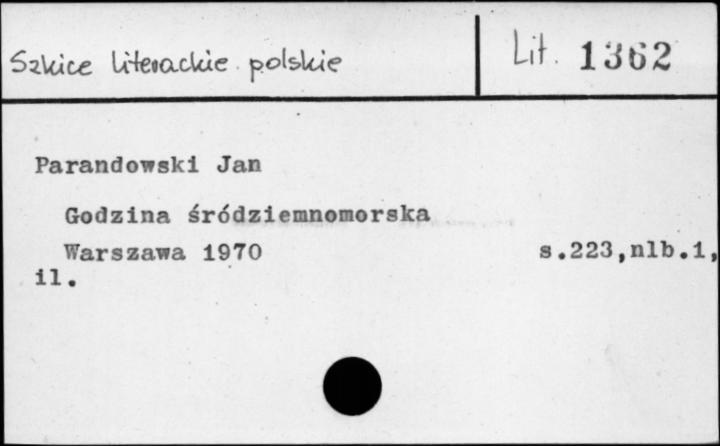 Szkice literackie polskie
Lit. 1362
Parandowski Jan
Godzina śródziemnomorska
Warszawa 1970 s.223,nlb.1,
il.